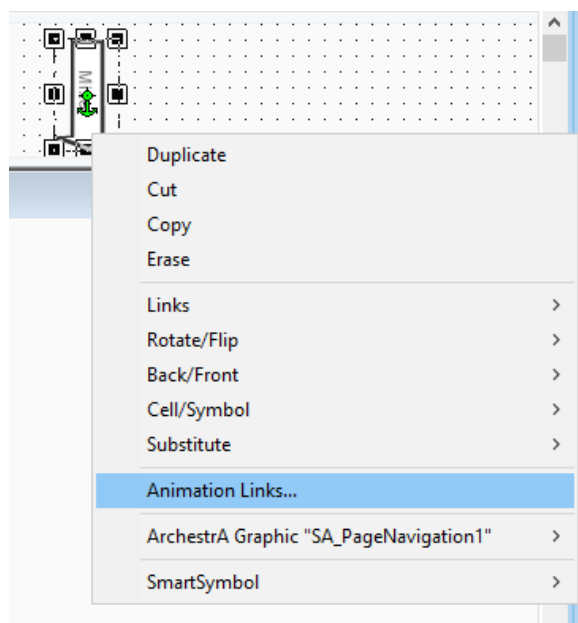 Duplicate
Cut
Copy
Erase
Links
Rotate/Flip
Back/Front
Cell/Symbol
Substitute
Animation Links...
ArchestrA Graphic "SA_PageNavigation1"
SmartSymbol